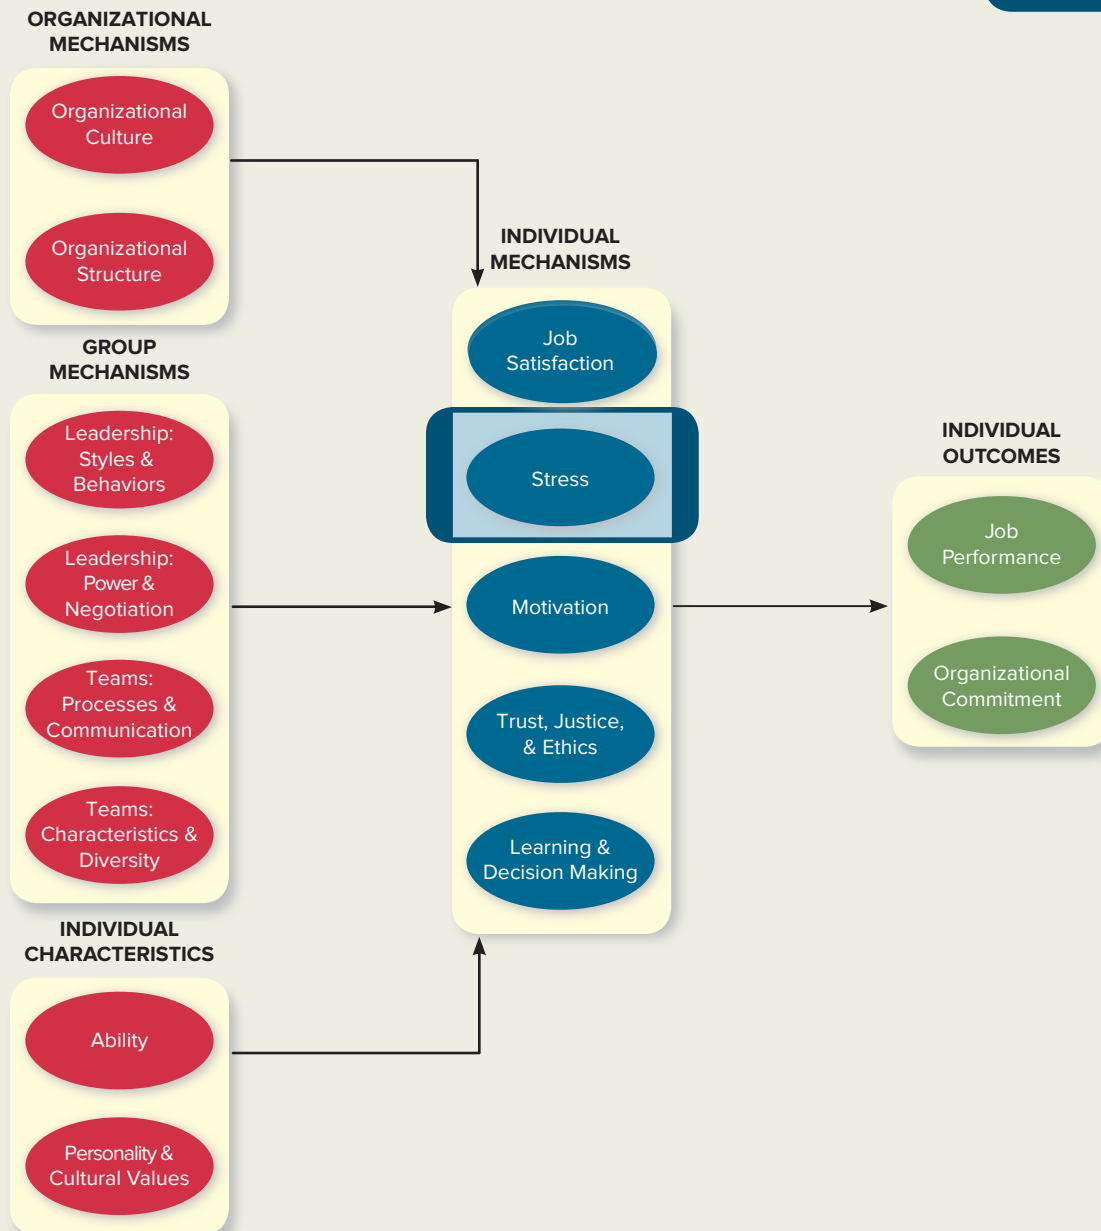 ORGANIZATIONAL
MECHANISMS
Organizational
Culture
Organizational
Structure
GROUP
MECHANISMS
Leadership:
Styles &
Behaviors
Leadership:
Power &
Negotiation
Teams:
Processes &
Communication
Teams:
Characteristics &
Diversity
INDIVIDUAL
CHARACTERISTICS
Ability
Personality &
Cultural Values
INDIVIDUAL
MECHANISMS
Job
Satisfaction
Stress
Motivation
Trust, Justice,
& Ethics
Learning &
Decision Making
INDIVIDUAL
OUTCOMES
Job
Performance
Organizational
Commitment